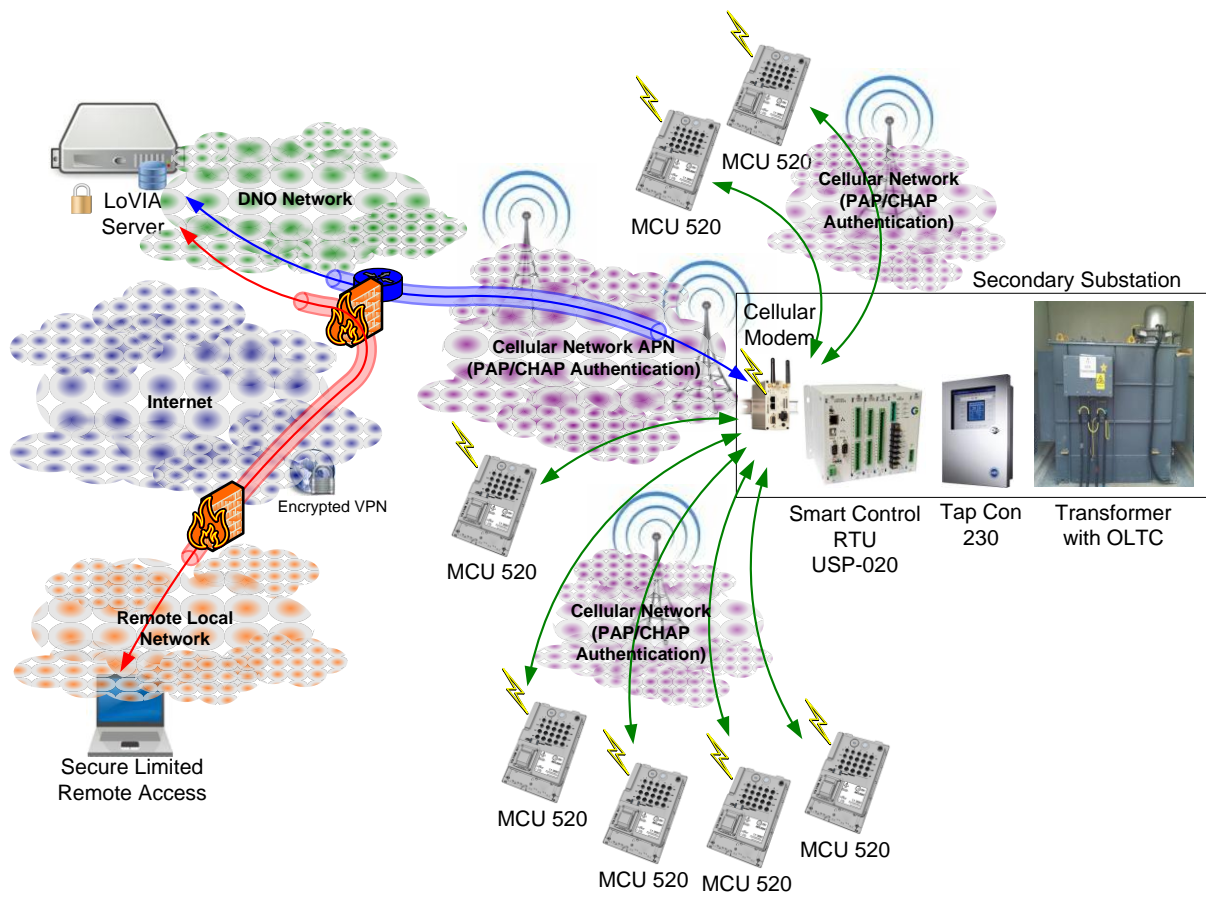 MCU 520
MCU 520
Cellular Network
(PAP/CHAP
Authentication)
LoVIA
Server
DNO Network
Secondary Substation
Cellular
Modem
Cellular Network APN
(PAP/CHAP Authentication)
Internet
Encrypted VPN
Smart Control
RTU
USP-020
Tap Con
230
Transformer
with OLTC
MCU 520
Cellular Network
(PAP/CHAP
Authentication)
Remote Local
Network
Secure Limited
Remote Access
MCU 520
MCU 520
MCU 520
MCU 520